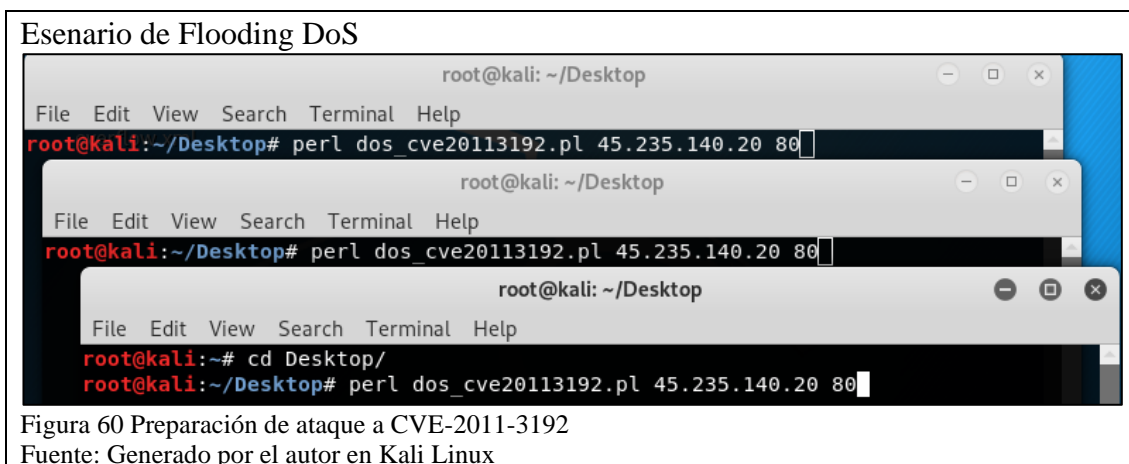 Esenario de Flooding DoS
root@kali: ~/Desktop
File Edit View Search Terminal Help
root@kali:~/Desktop# perl dos_cve20113192.pl 45.235.140.20 80
root@kali: ~/Desktop
File Edit View Search Terminal Help
root@kali:~/Desktop# perl dos_cve20113192.pl 45.235.140.20 80
root@kali: ~/Desktop
File Edit View Search Terminal Help
root@kali:~# cd Desktop/
root@kali:~/Desktop# perl dos_cve20113192.pl 45.235.140.20 80
Figura 60 Preparación de ataque a CVE-2011-3192
Fuente: Generado por el autor en Kali Linux